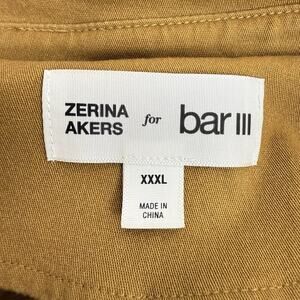 ZERINA
AKERS for bar III
XXXL
MADE IN
CHINA